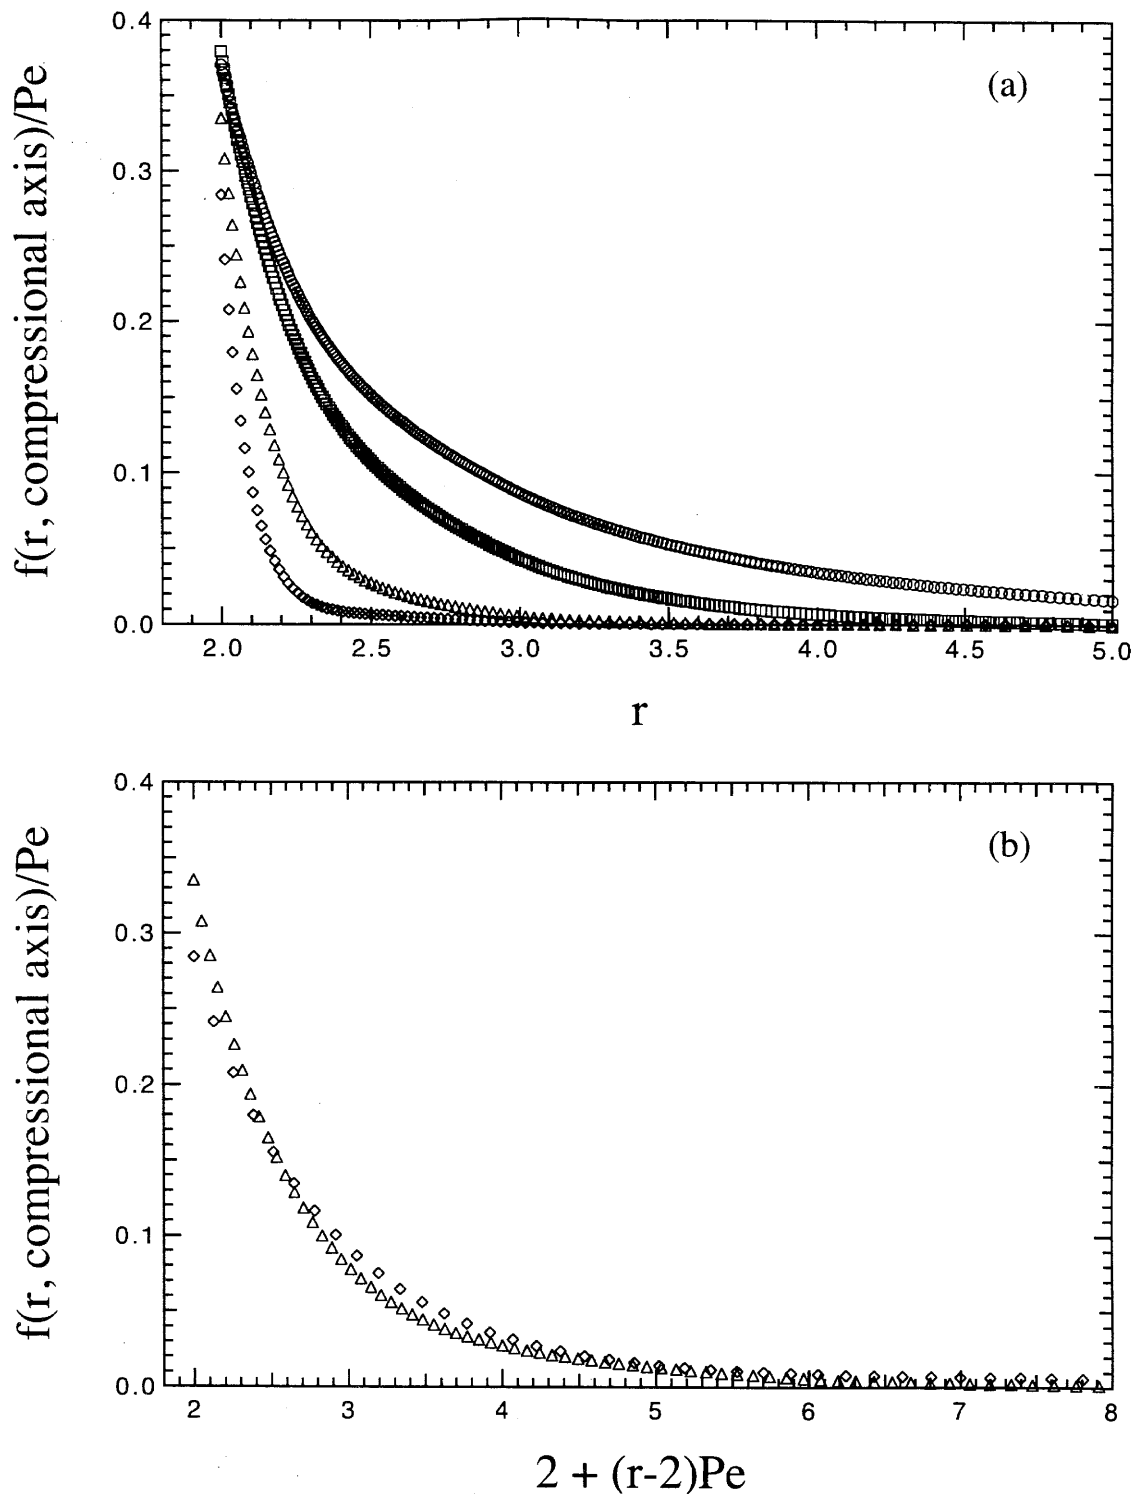 (a)
f(r, compressional axis)/Pe
0.4
0.3
0.2
0.1
0.0
2.0 2.5 3.0 3.5 4.0 4.5 5.0
r
(b)
f(r, compressional axis)/Pe
0.4
0.3
0.2
0.1
0.0
2 3 4 5 6 7 8
2 + (r-2)Pe